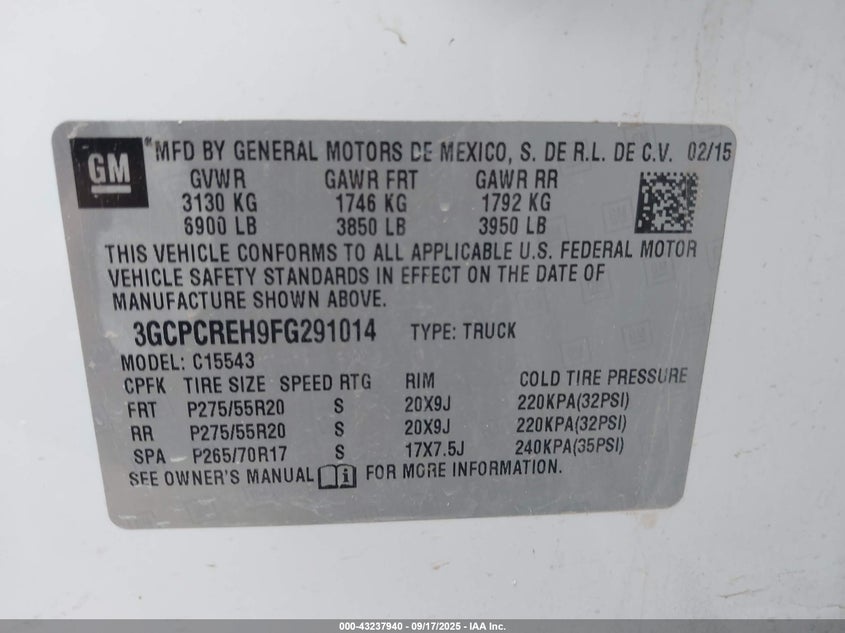 GM
*MFD BY GENERAL MOTORS DE MEXICO, S. DE R.L. DE C.V. 02/15
GVWR GAWR FRT GAWR RR
3130 KG 1746 KG 1792 KG
6900 LB 3850 LB 3950 LB
THIS VEHICLE CONFORMS TO ALL APPLICABLE U.S. FEDERAL MOTOR
VEHICLE SAFETY STANDARDS IN EFFECT ON THE DATE OF
MANUFACTURE SHOWN ABOVE.
3GCPCREH9FG291014 TYPE: TRUCK
MODEL: C15543
CPFK TIRE SIZE SPEED RTG RIM COLD TIRE PRESSURE
FRT P275/55R20 S 20X9J 220KPA(32PSI)
RR P275/55R20 S 20X9J 220KPA(32PSI)
SPA P265/70R17 S 17X7.5J 240KPA(35PSI)
SEE OWNER'S MANUAL i FOR MORE INFORMATION.
000-43237940 - 09/17/2025 - IAA Inc.